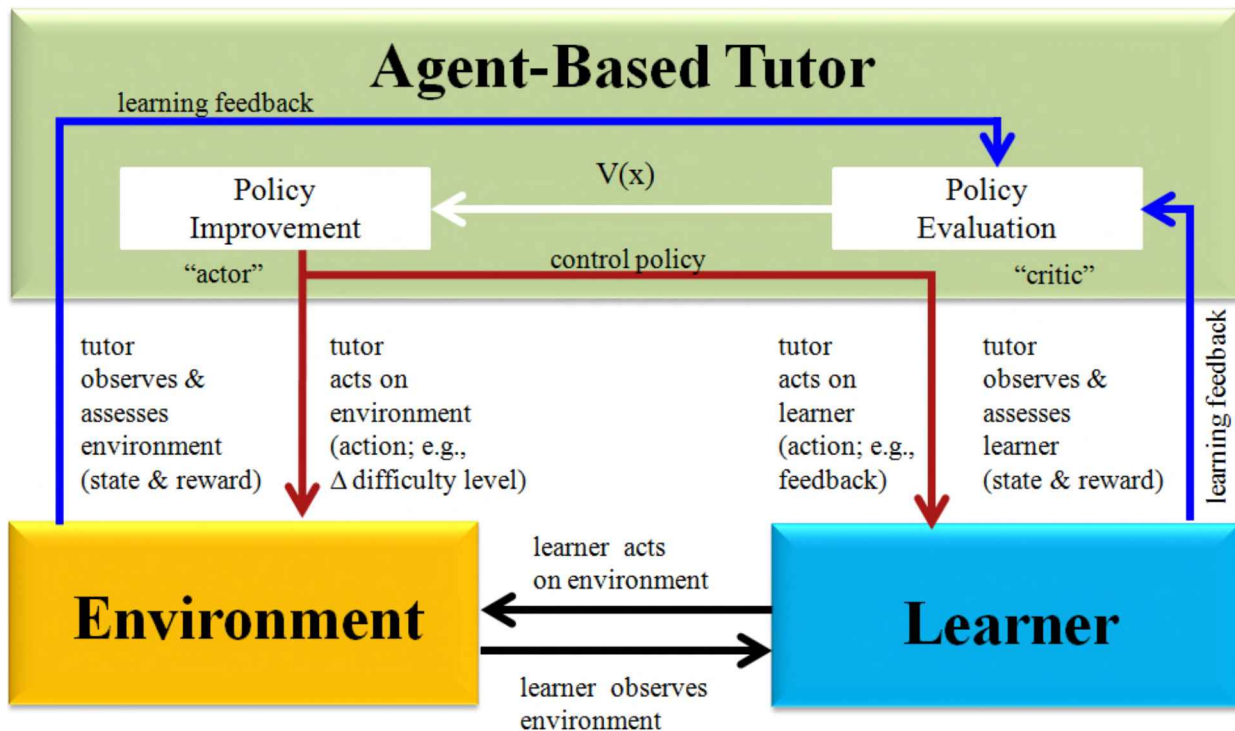 Agent-Based Tutor
learning feedback
Policy
Improvement
"actor"
V(x)
Policy
Evaluation
"critic"
control policy
tutor
observes &
assesses
environment
(state & reward)
tutor
acts on
environment
(action; e.g.,
Δ difficulty level)
tutor
acts on
learner
(action; e.g.,
feedback)
tutor
observes &
assesses
learner
(state & reward)
learning feedback
Environment
learner acts
on environment
learner observes
environment
Learner